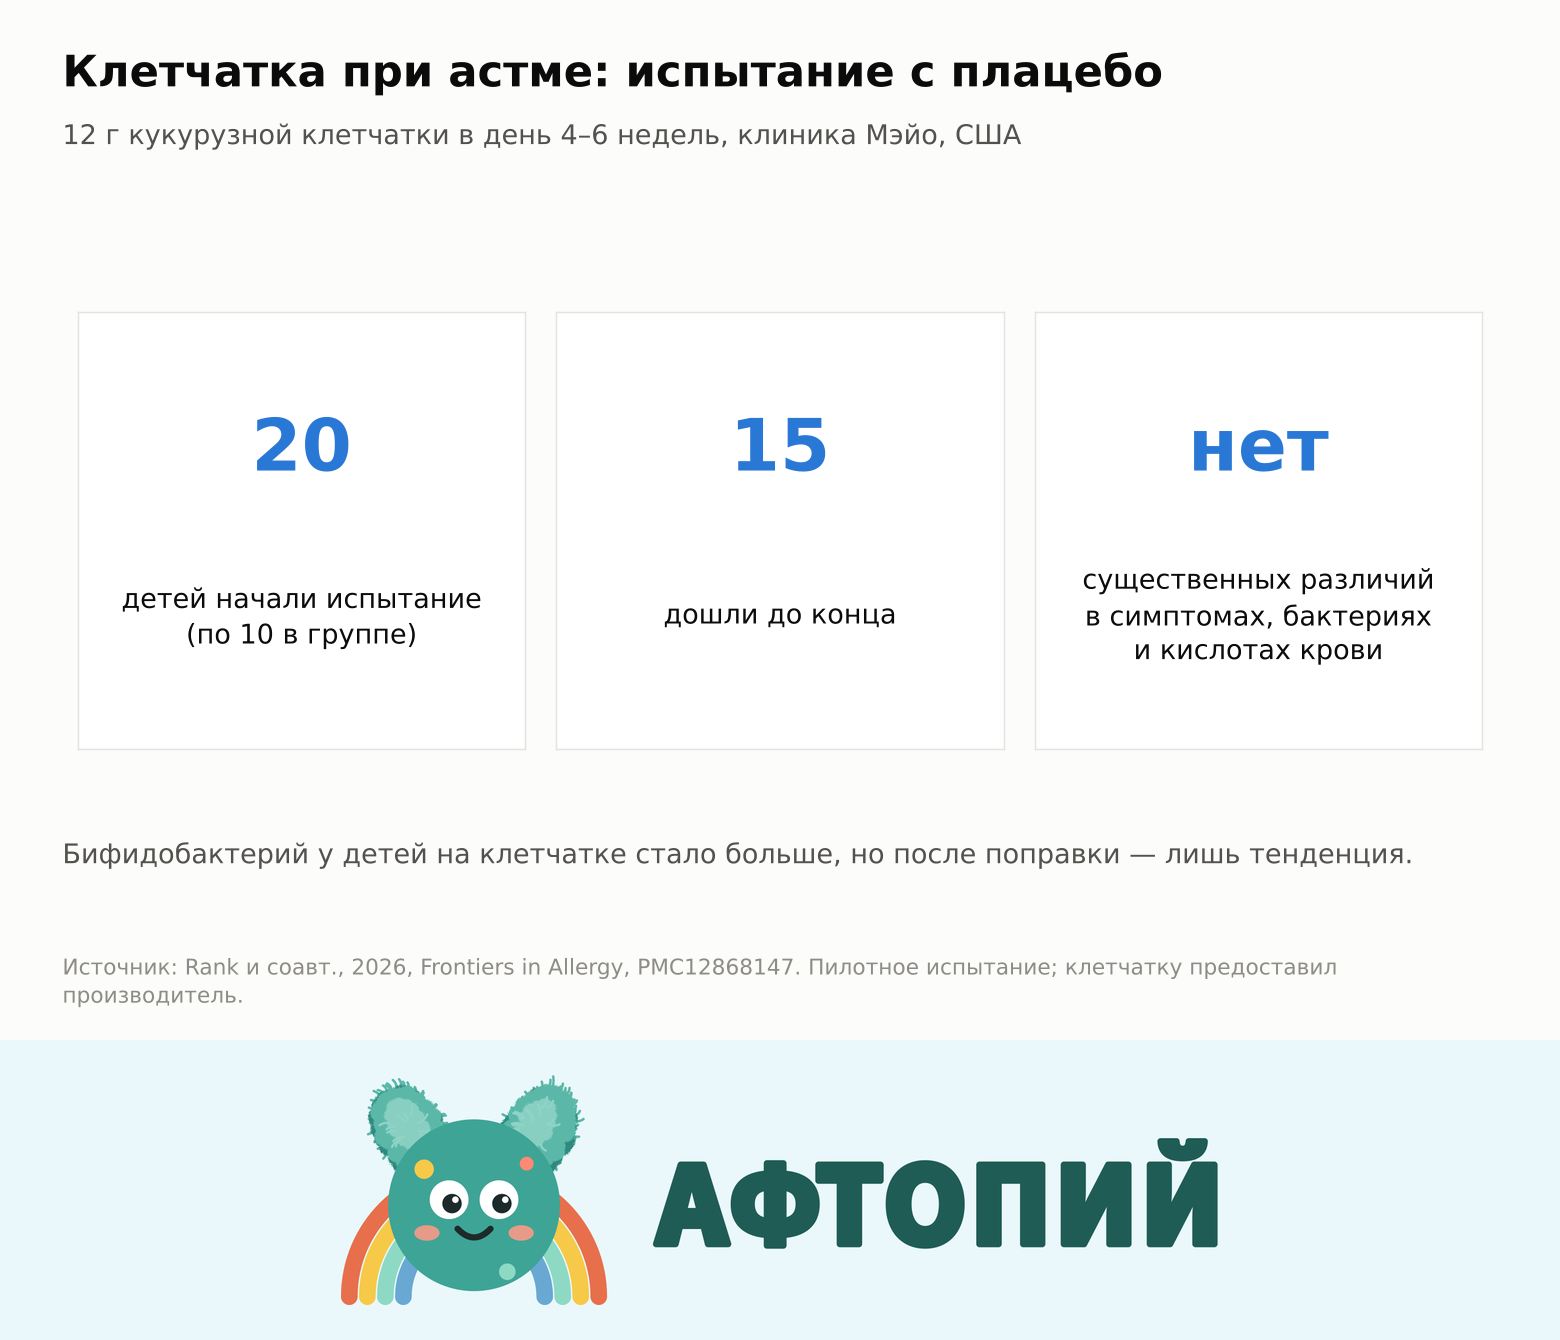 Клетчатка при астме: испытание с плацебо
12 г кукурузной клетчатки в день 4–6 недель, клиника Мэйо, США
20
детей начали испытание
(по 10 в группе)
15
дошли до конца
нет
существенных различий
в симптомах, бактериях
и кислотах крови
Бифидобактерий у детей на клетчатке стало больше, но после поправки — лишь тенденция.
Источник: Rank и соавт., 2026, Frontiers in Allergy, PMC12868147. Пилотное испытание; клетчатку предоставил
производитель.
АФТОПИЙ